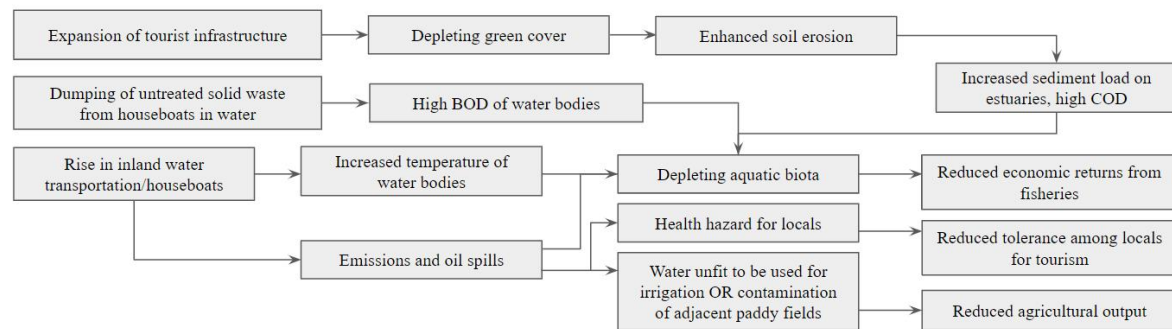 Expansion of tourist infrastructure
Depleting green cover
Enhanced soil erosion
Increased sediment load on
estuaries, high COD
Dumping of untreated solid waste
from houseboats in water
High BOD of water bodies
Rise in inland water
transportation/houseboats
Increased temperature of
water bodies
Depleting aquatic biota
Reduced economic returns from
fisheries
Health hazard for locals
Reduced tolerance among locals
for tourism
Emissions and oil spills
Water unfit to be used for
irrigation OR contamination
of adjacent paddy fields
Reduced agricultural output